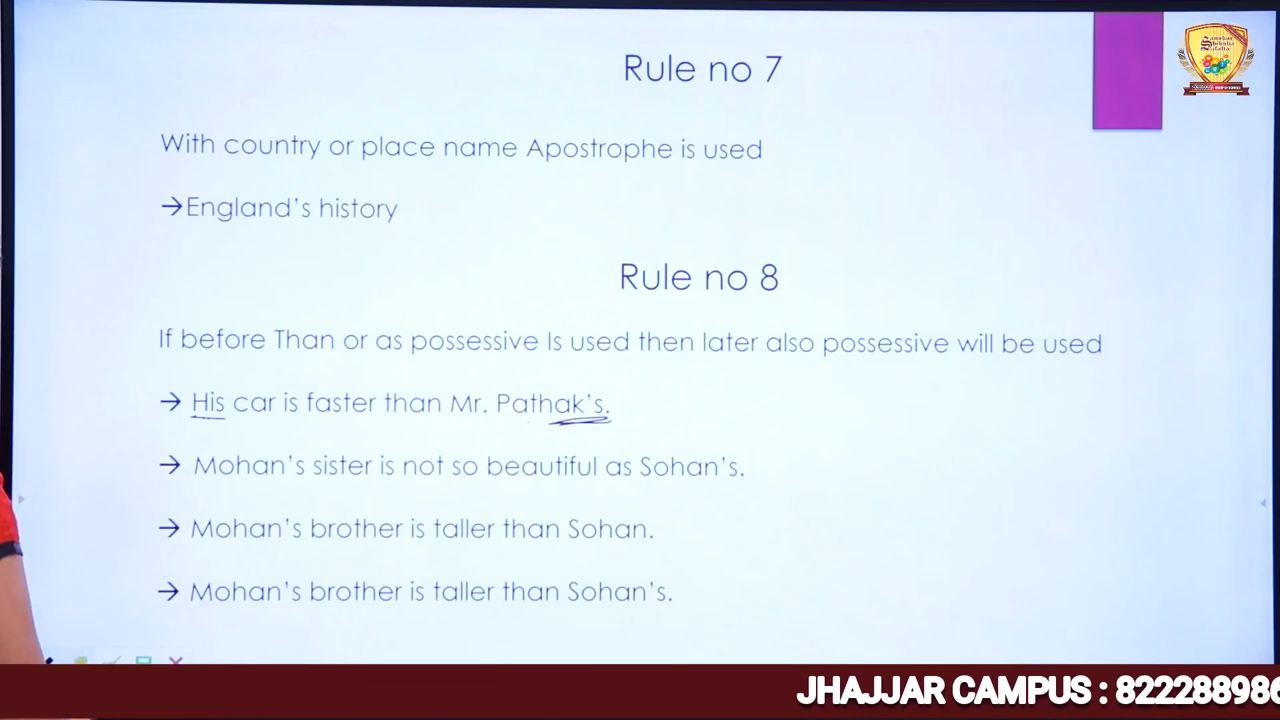 Rule no 7
With country or place name Apostrophe is used
→England's history
Rule no 8
If before Than or as possessive Is used then later also possessive will be used
→ His car is faster than Mr. Pathak's.
→ Mohan's sister is not so beautiful as Sohan's.
→ Mohan's brother is taller than Sohan.
→ Mohan's brother is taller than Sohan's.
JHAJJAR CAMPUS : 822288986